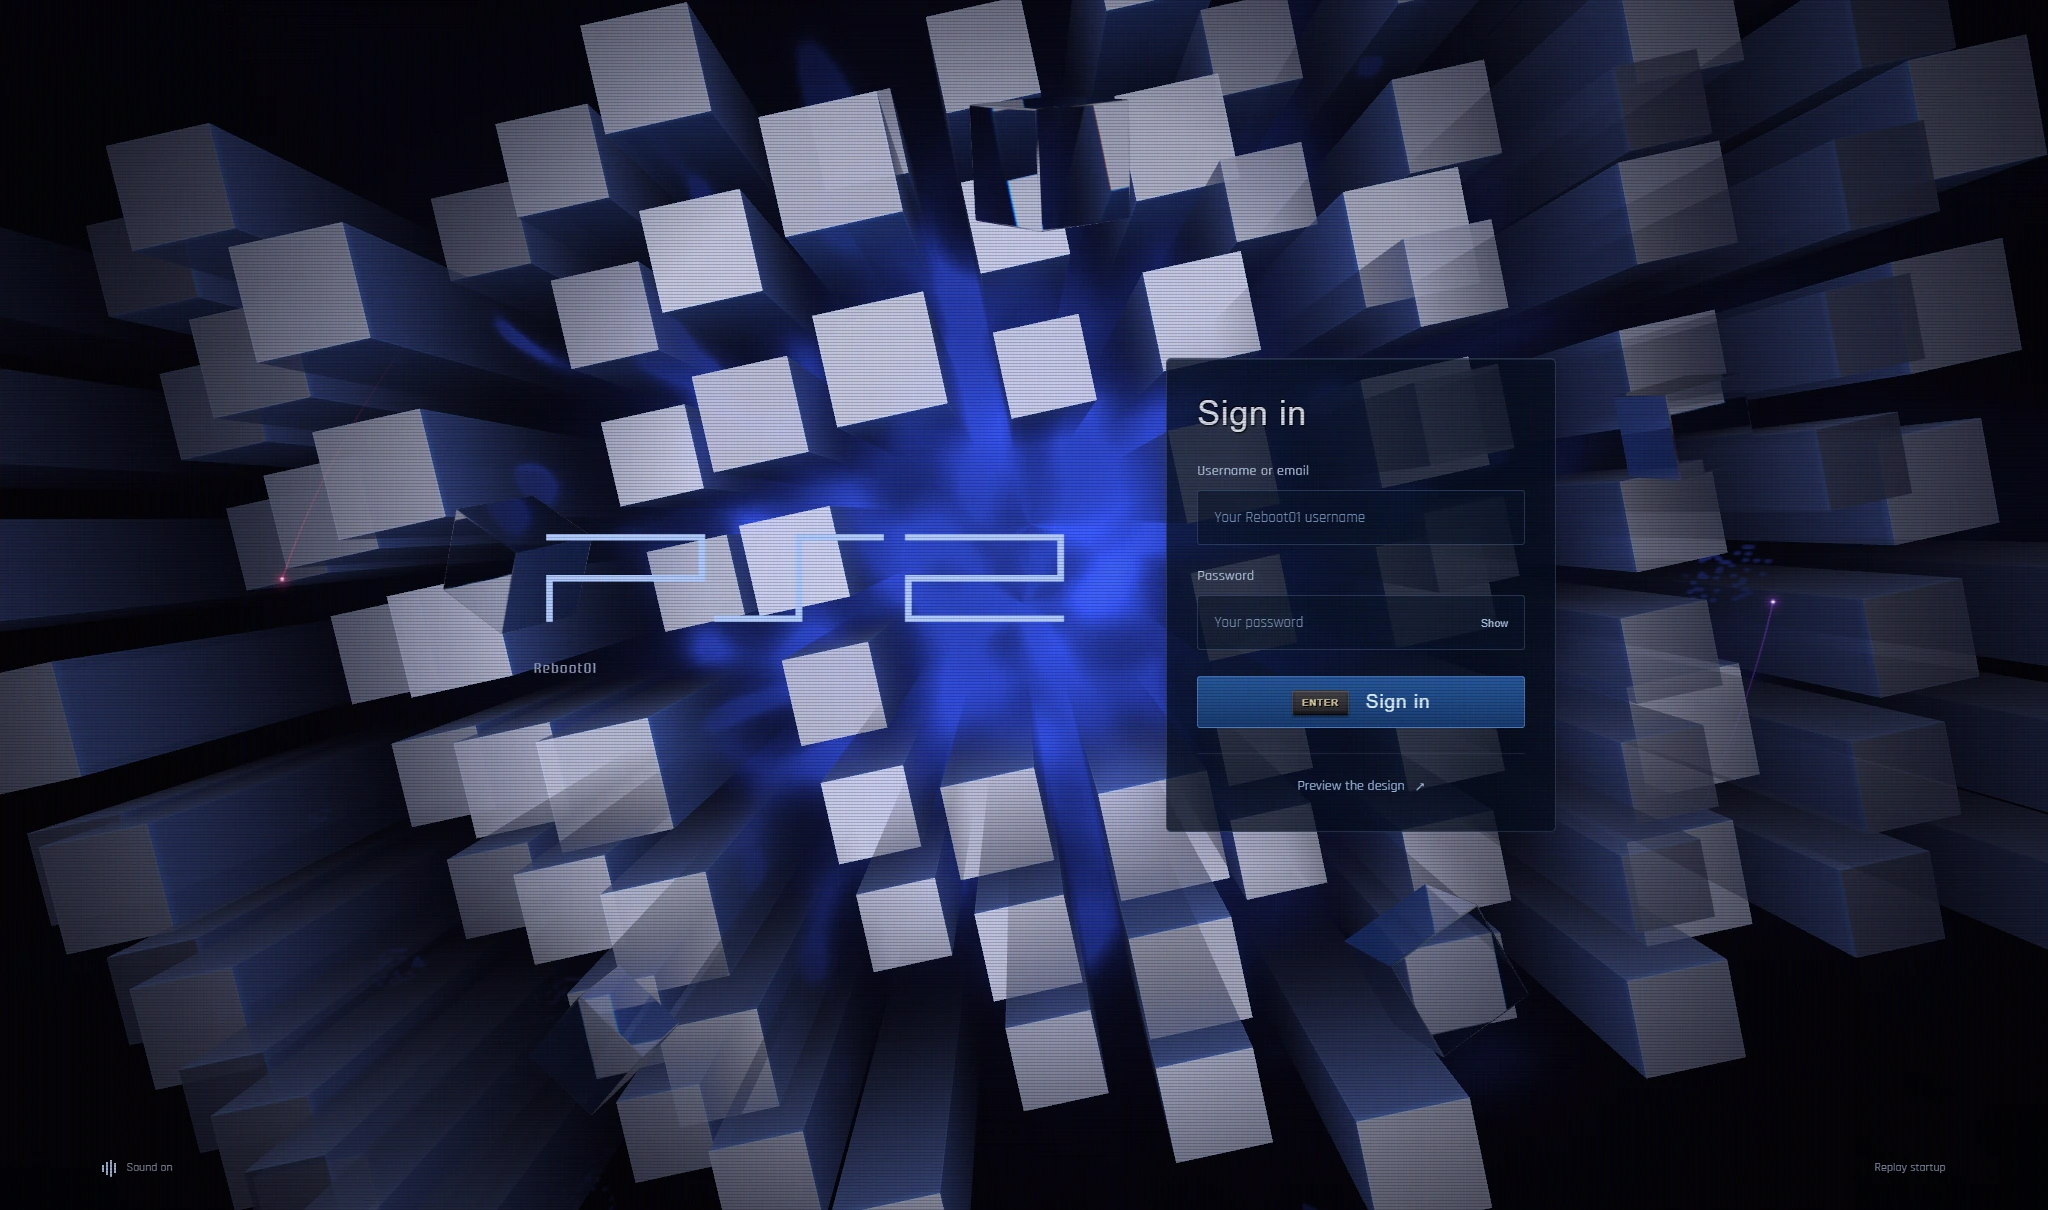 Sign in
Username or email
Your Reboot01 username
Password
Your password
Show
ENTER Sign in
Preview the design ↗
PS2
Reboot01
Sound on
Replay startup